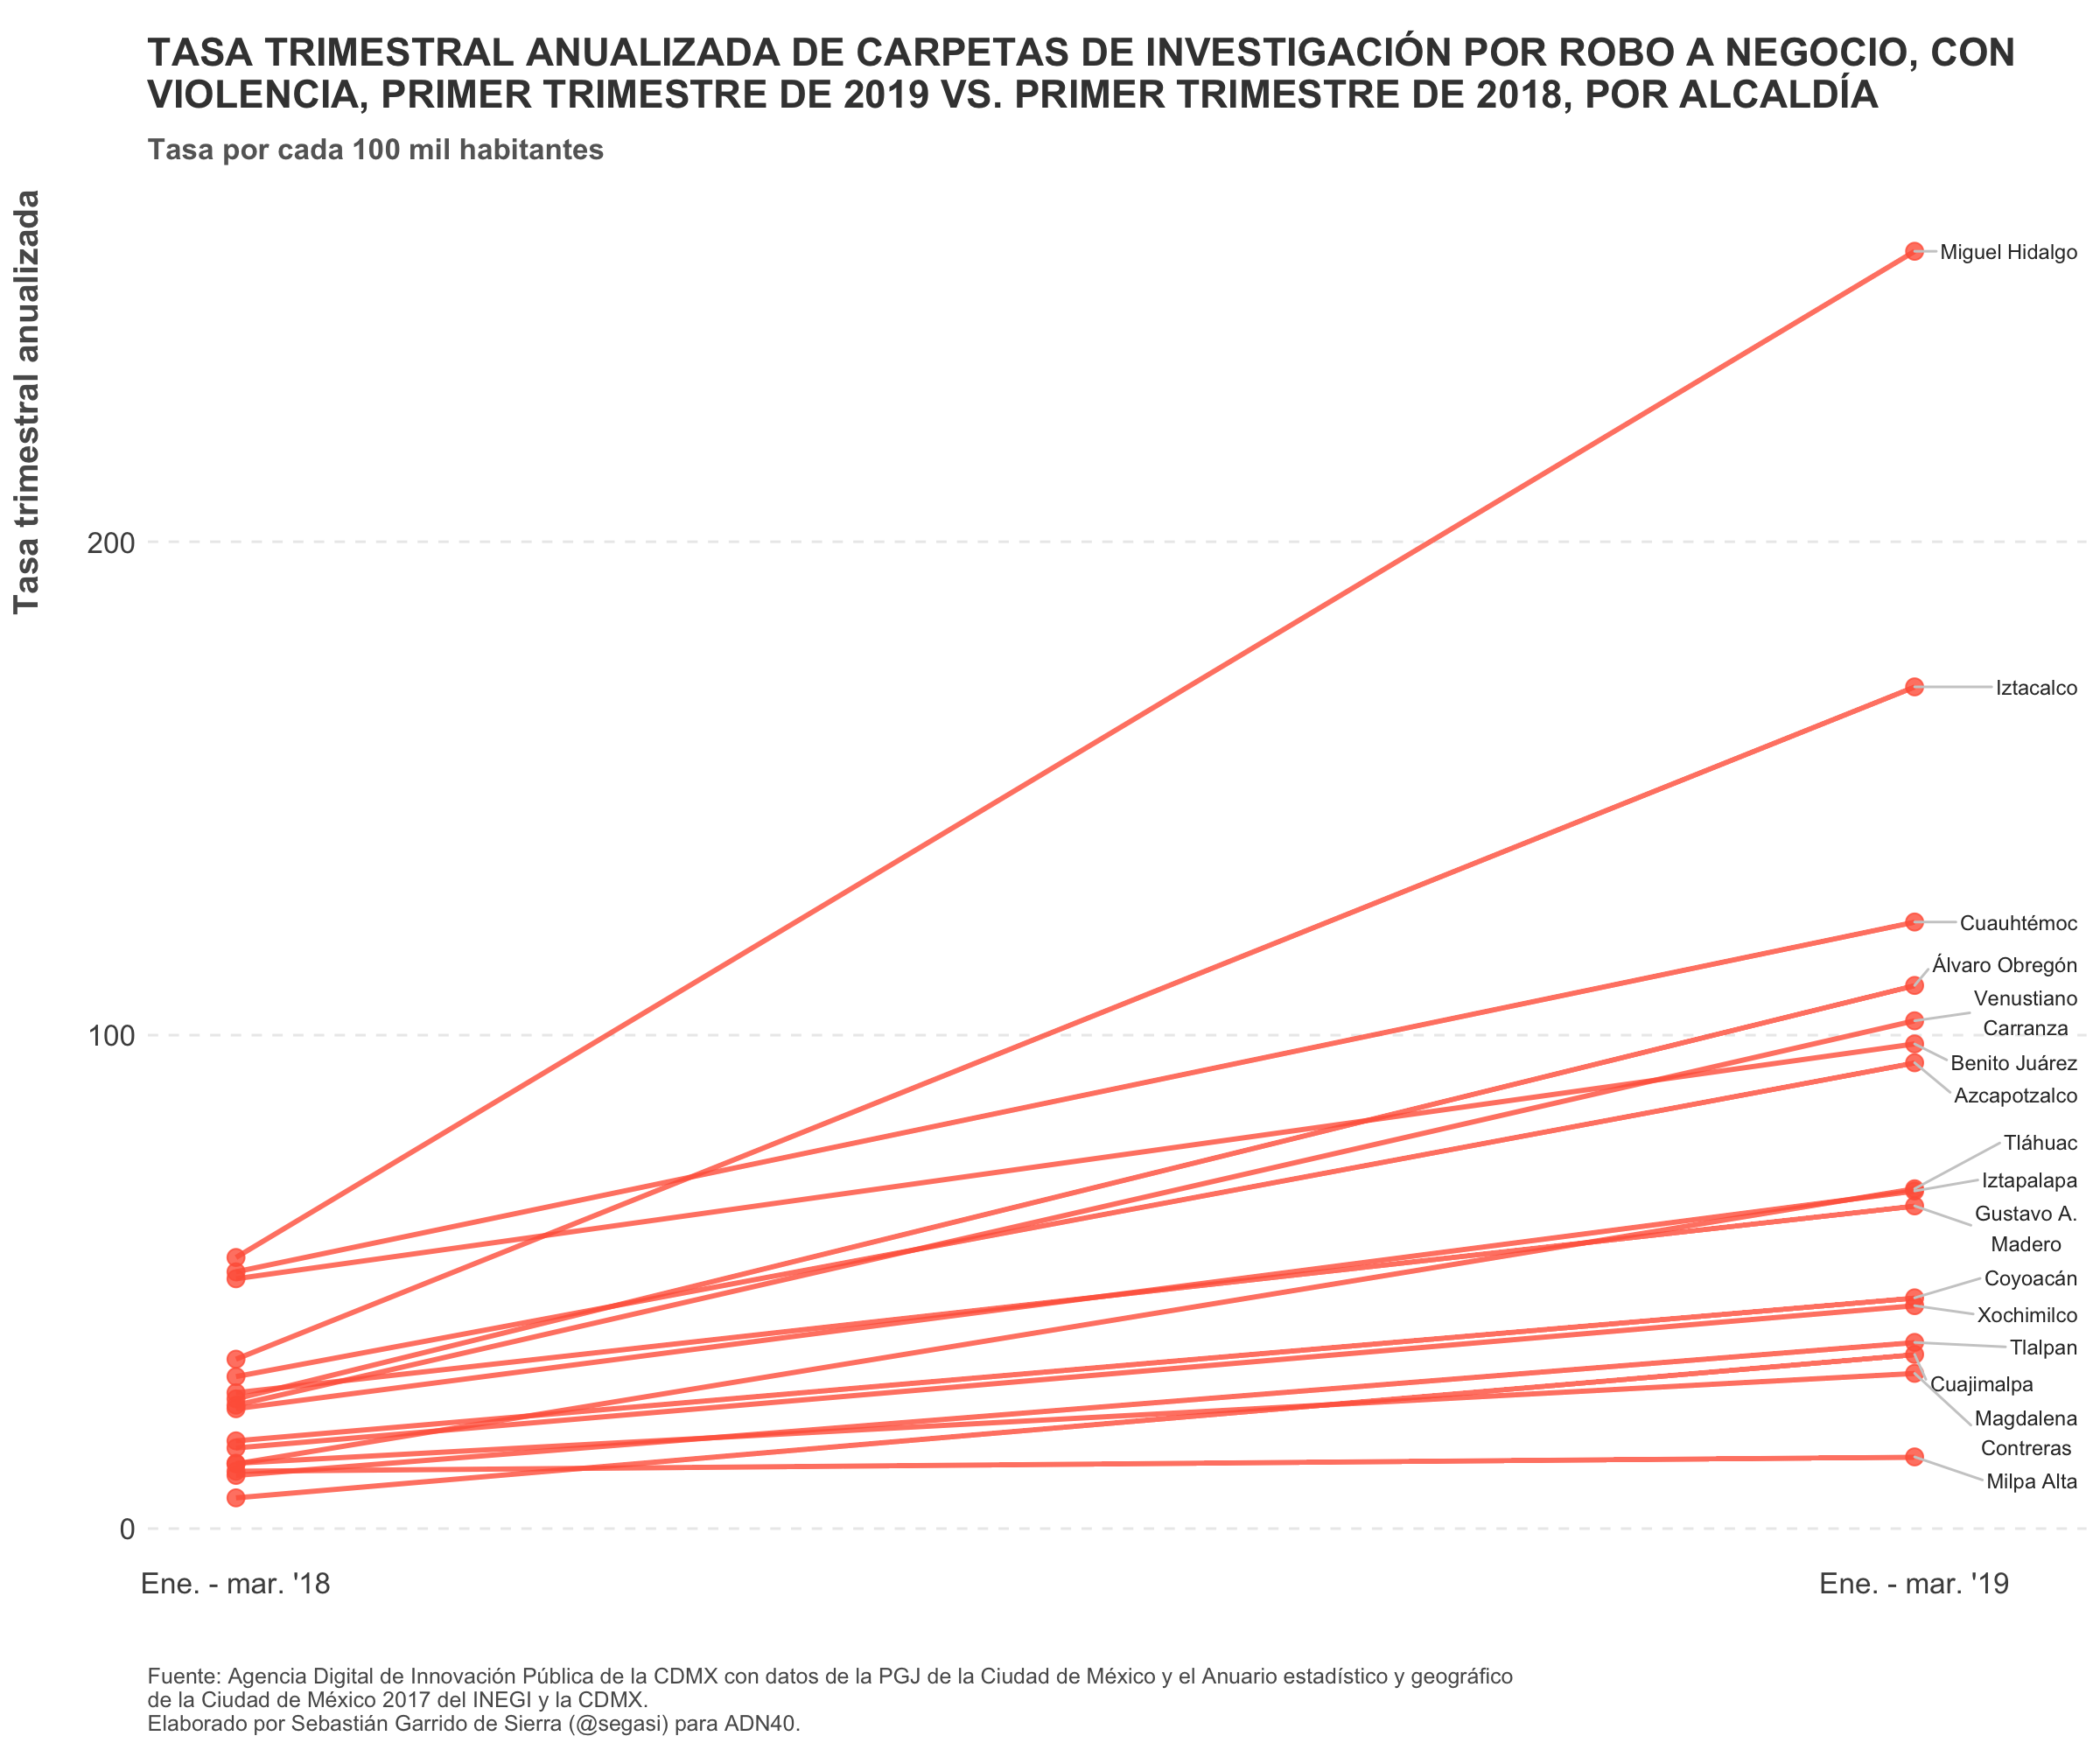 TASA TRIMESTRAL ANUALIZADA DE CARPETAS DE INVESTIGACIÓN POR ROBO A NEGOCIO, CON
VIOLENCIA, PRIMER TRIMESTRE DE 2019 VS. PRIMER TRIMESTRE DE 2018, POR ALCALDÍA
Tasa por cada 100 mil habitantes
Tasa trimestral anualizada
200
100
0
Miguel Hidalgo
Iztacalco
Cuauhtémoc
Álvaro Obregón
Venustiano
Carranza
Benito Juárez
Azcapotzalco
Tláhuac
Iztapalapa
Gustavo A.
Madero
Coyoacán
Xochimilco
Tlalpan
Cuajimalpa
Magdalena
Contreras
Milpa Alta
Ene. - mar. '18
Ene. - mar. '19
Fuente: Agencia Digital de Innovación Pública de la CDMX con datos de la PGJ de la Ciudad de México y el Anuario estadístico y geográfico
de la Ciudad de México 2017 del INEGI y la CDMX.
Elaborado por Sebastián Garrido de Sierra (@segasi) para ADN40.